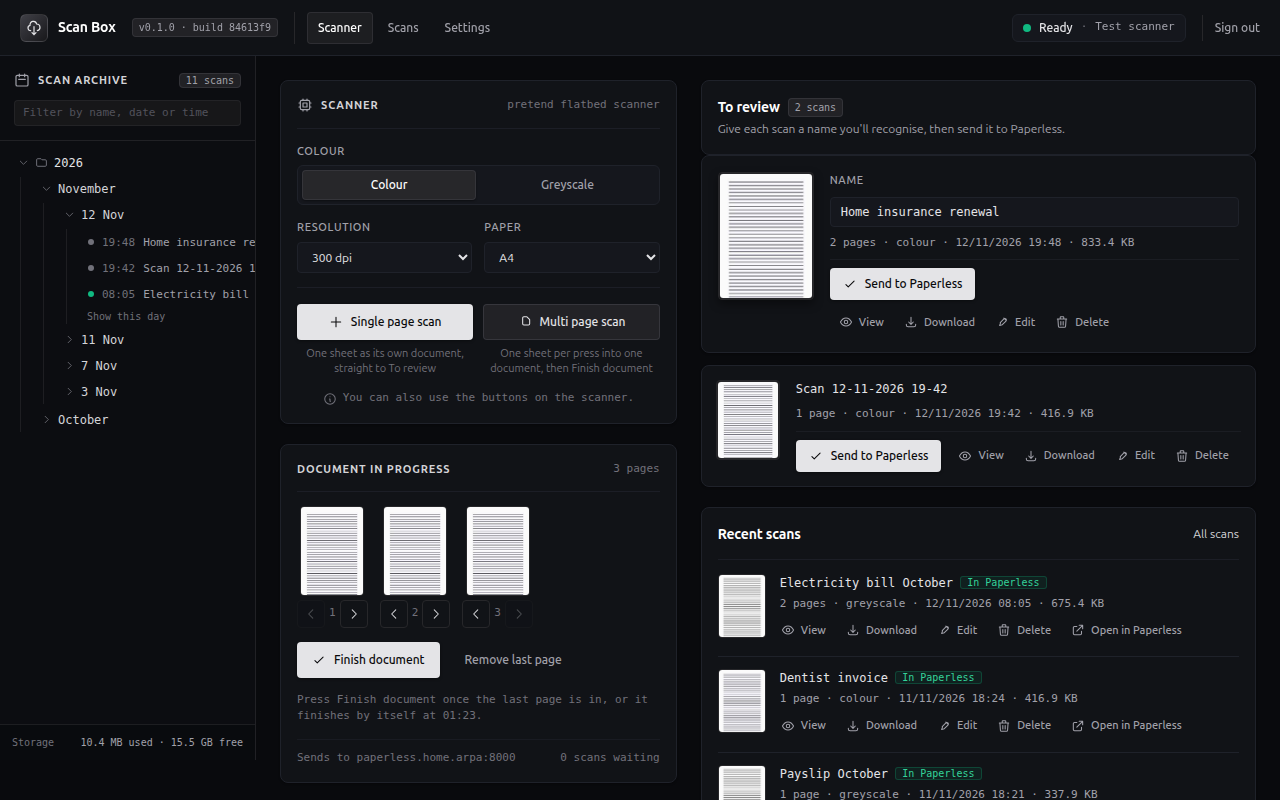 Scan Box
v0.1.0 · build 84613f9
Scanner
Scans
Settings
Ready · Test scanner
Sign out
SCAN ARCHIVE
11 scans
Filter by name, date or time
2026
November
12 Nov
19:48 Home insurance re
19:42 Scan 12-11-2026 1
08:05 Electricity bill
Show this day
11 Nov
7 Nov
3 Nov
October
Storage
10.4 MB used · 15.5 GB free
SCANNER
pretend flatbed scanner
COLOUR
Colour
Greyscale
RESOLUTION
PAPER
300 dpi
A4
Single page scan
Multi page scan
One sheet as its own document,
straight to To review
One sheet per press into one
document, then Finish document
You can also use the buttons on the scanner.
DOCUMENT IN PROGRESS
3 pages
1
2
3
Finish document
Remove last page
Press Finish document once the last page is in, or it
finishes by itself at 01:23.
Sends to paperless.home.arpa:8000
0 scans waiting
To review
2 scans
Give each scan a name you'll recognise, then send it to Paperless.
NAME
Home insurance renewal
2 pages · colour · 12/11/2026 19:48 · 833.4 KB
Send to Paperless
View
Download
Edit
Delete
Scan 12-11-2026 19-42
1 page · colour · 12/11/2026 19:42 · 416.9 KB
Send to Paperless
View
Download
Edit
Delete
Recent scans
All scans
Electricity bill October
In Paperless
2 pages · greyscale · 12/11/2026 08:05 · 675.4 KB
View
Download
Edit
Delete
Open in Paperless
Dentist invoice
In Paperless
1 page · colour · 11/11/2026 18:24 · 416.9 KB
View
Download
Edit
Delete
Open in Paperless
Payslip October
In Paperless
1 page · greyscale · 11/11/2026 18:21 · 337.9 KB